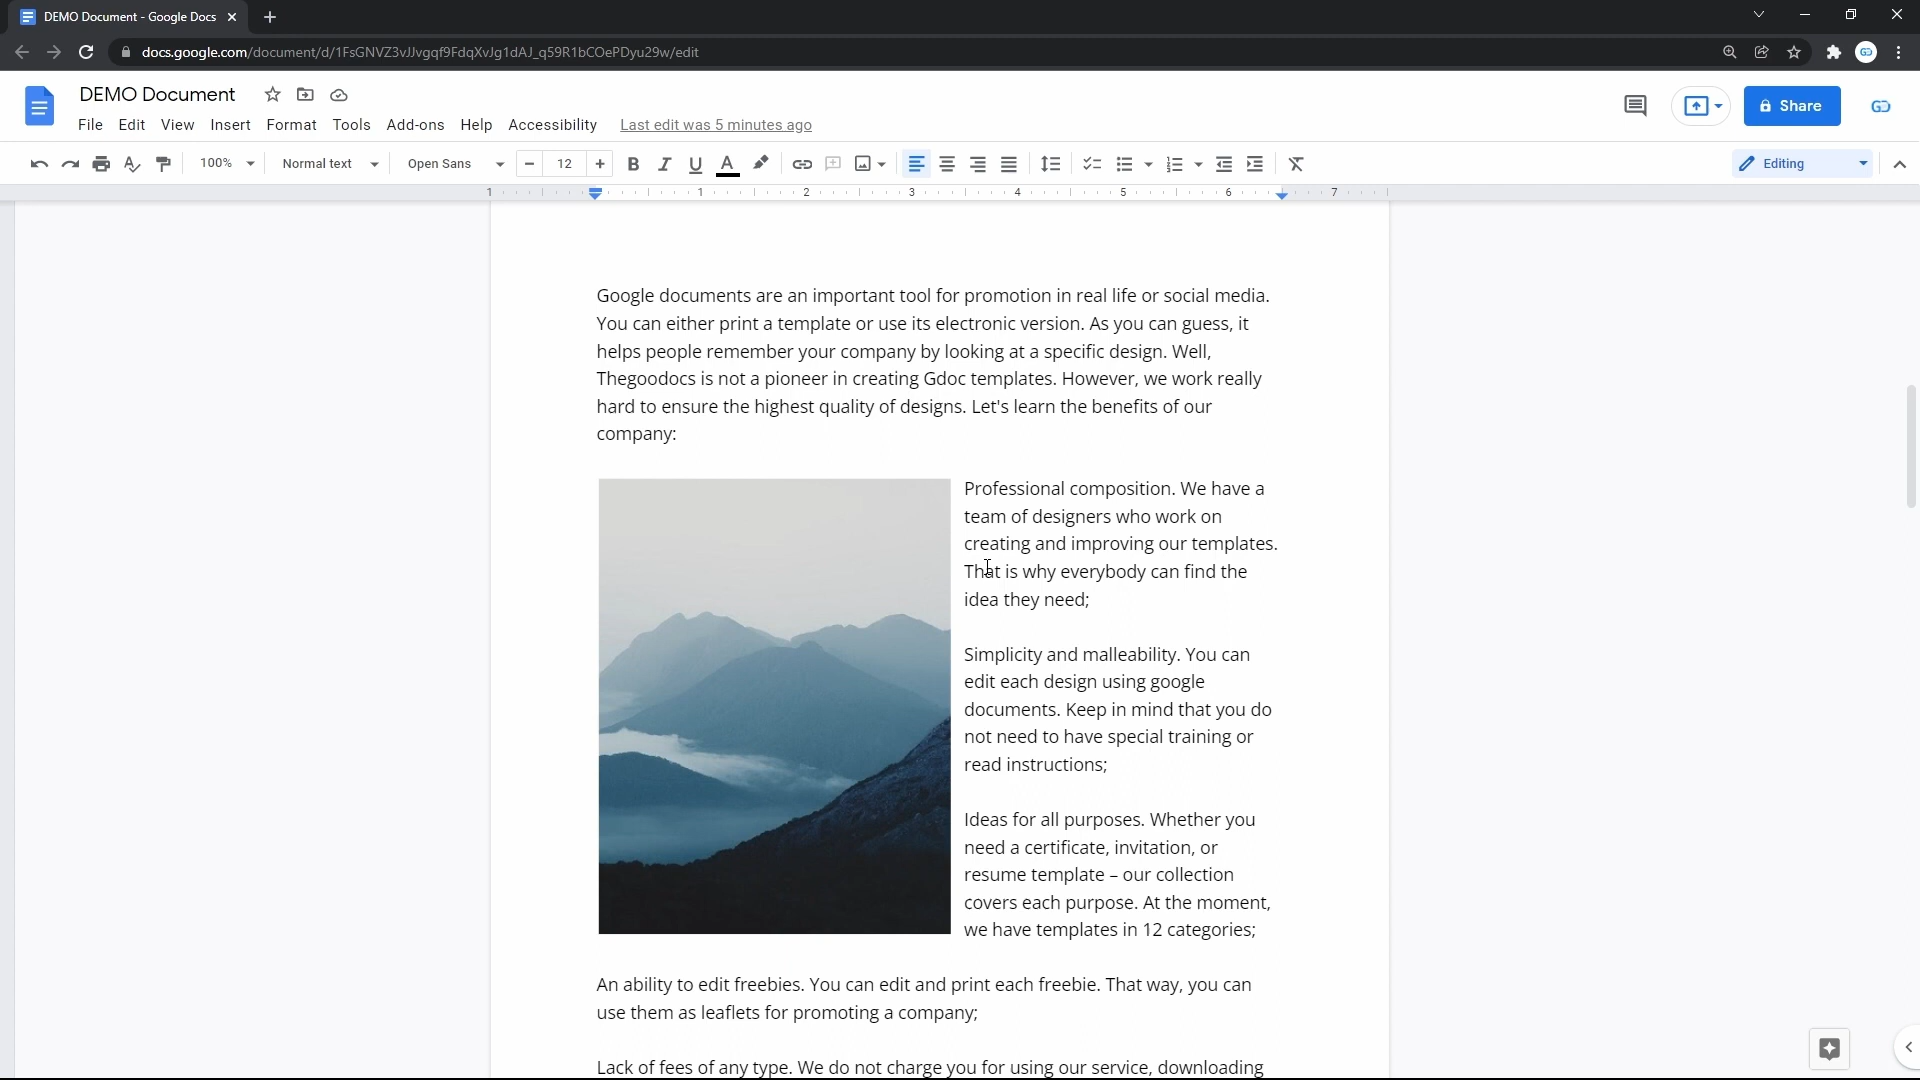 DEMO Document - Google Docs
docs.google.com/document/d/1FsGNVZ3vJJvgqf9FdqXvJg1dAJ_q59R1bCOePDyu29w/edit
DEMO Document
File Edit View Insert Format Tools Add-ons Help Accessibility Last edit was 5 minutes ago
Share
100% Normal text Open Sans 12 Editing
1 1 2 3 4 5 6 7
Google documents are an important tool for promotion in real life or social media.
You can either print a template or use its electronic version. As you can guess, it
helps people remember your company by looking at a specific design. Well,
Thegoodocs is not a pioneer in creating Gdoc templates. However, we work really
hard to ensure the highest quality of designs. Let's learn the benefits of our
company:
Professional composition. We have a
team of designers who work on
creating and improving our templates.
That is why everybody can find the
idea they need;
Simplicity and malleability. You can
edit each design using google
documents. Keep in mind that you do
not need to have special training or
read instructions;
Ideas for all purposes. Whether you
need a certificate, invitation, or
resume template – our collection
covers each purpose. At the moment,
we have templates in 12 categories;
An ability to edit freebies. You can edit and print each freebie. That way, you can
use them as leaflets for promoting a company;
Lack of fees of any type. We do not charge you for using our service, downloading